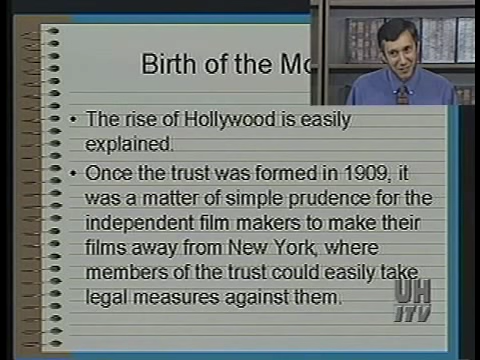 Birth of the Mo
• The rise of Hollywood is easily
explained.
• Once the trust was formed in 1909, it
was a matter of simple prudence for the
independent film makers to make their
films away from New York, where
members of the trust could easily take
legal measures against them.
UH
ITV